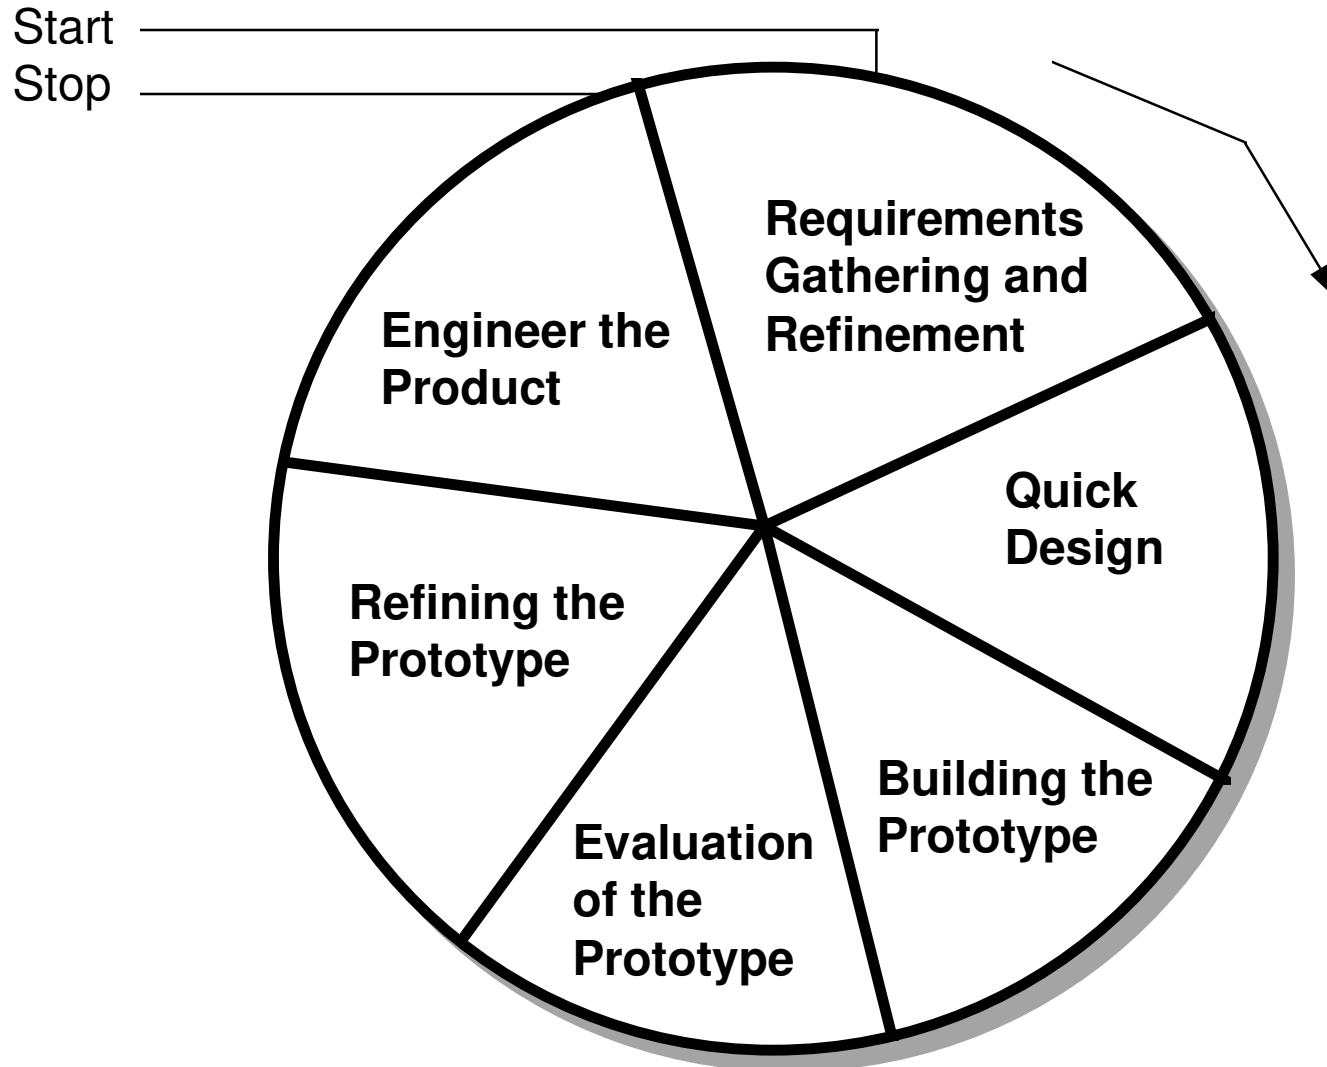 Start
Stop
Requirements
Gathering and
Refinement
Engineer the
Product
Quick
Design
Refining the
Prototype
Building the
Prototype
Evaluation
of the
Prototype